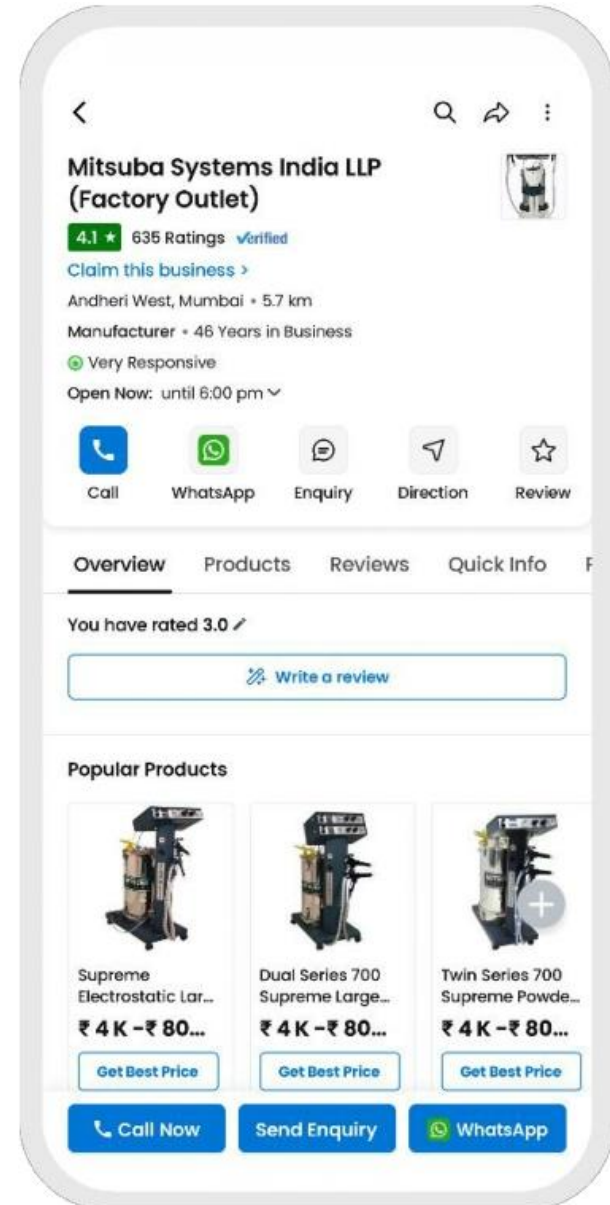 Mitsuba Systems India LLP
(Factory Outlet)
4.1 ★ 635 Ratings Verified
Claim this business >
Andheri West, Mumbai • 5.7 km
Manufacturer • 46 Years in Business
Very Responsive
Open Now: until 6:00 pm
Call WhatsApp Enquiry Direction Review
Overview Products Reviews Quick Info
You have rated 3.0
Write a review
Popular Products
Supreme
Electrostatic Lar...
₹ 4 K - ₹ 80...
Get Best Price
Dual Series 700
Supreme Large...
₹ 4 K - ₹ 80...
Get Best Price
Twin Series 700
Supreme Powde...
₹ 4 K - ₹ 80...
Get Best Price
Call Now Send Enquiry WhatsApp